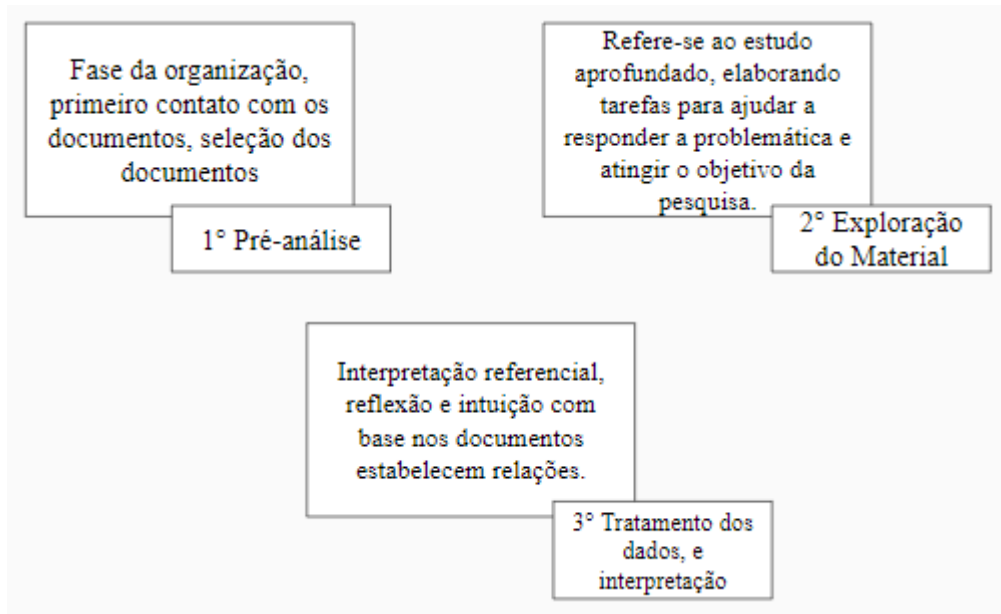 Fase da organização,
primeiro contato com os
documentos, seleção dos
documentos
1° Pré-análise
Refere-se ao estudo
aprofundado, elaborando
tarefas para ajudar a
responder a problemática e
atingir o objetivo da
pesquisa.
2° Exploração
do Material
Interpretação referencial,
reflexão e intuição com
base nos documentos
estabelecem relações.
3° Tratamento dos
dados, e
interpretação